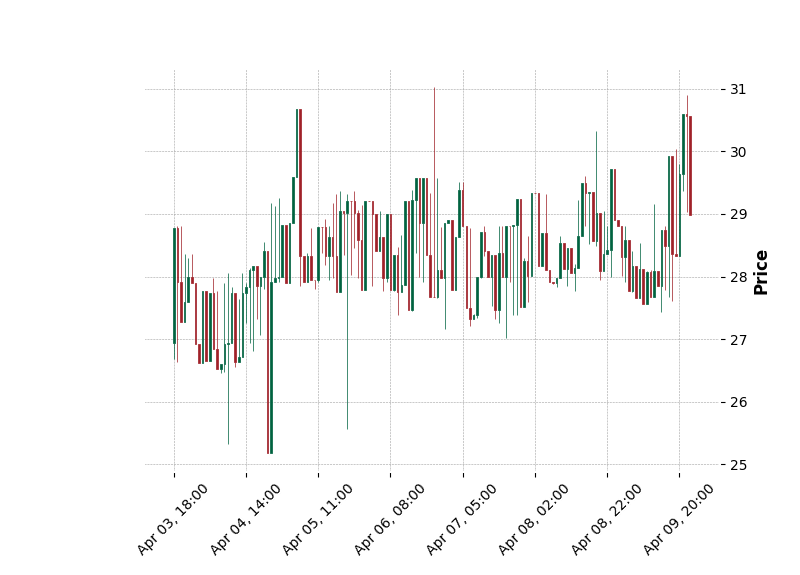 31
30
29
28
27
26
25
Price
Apr 03, 18:00
Apr 04, 14:00
Apr 05, 11:00
Apr 06, 08:00
Apr 07, 05:00
Apr 08, 02:00
Apr 08, 22:00
Apr 09, 20:00